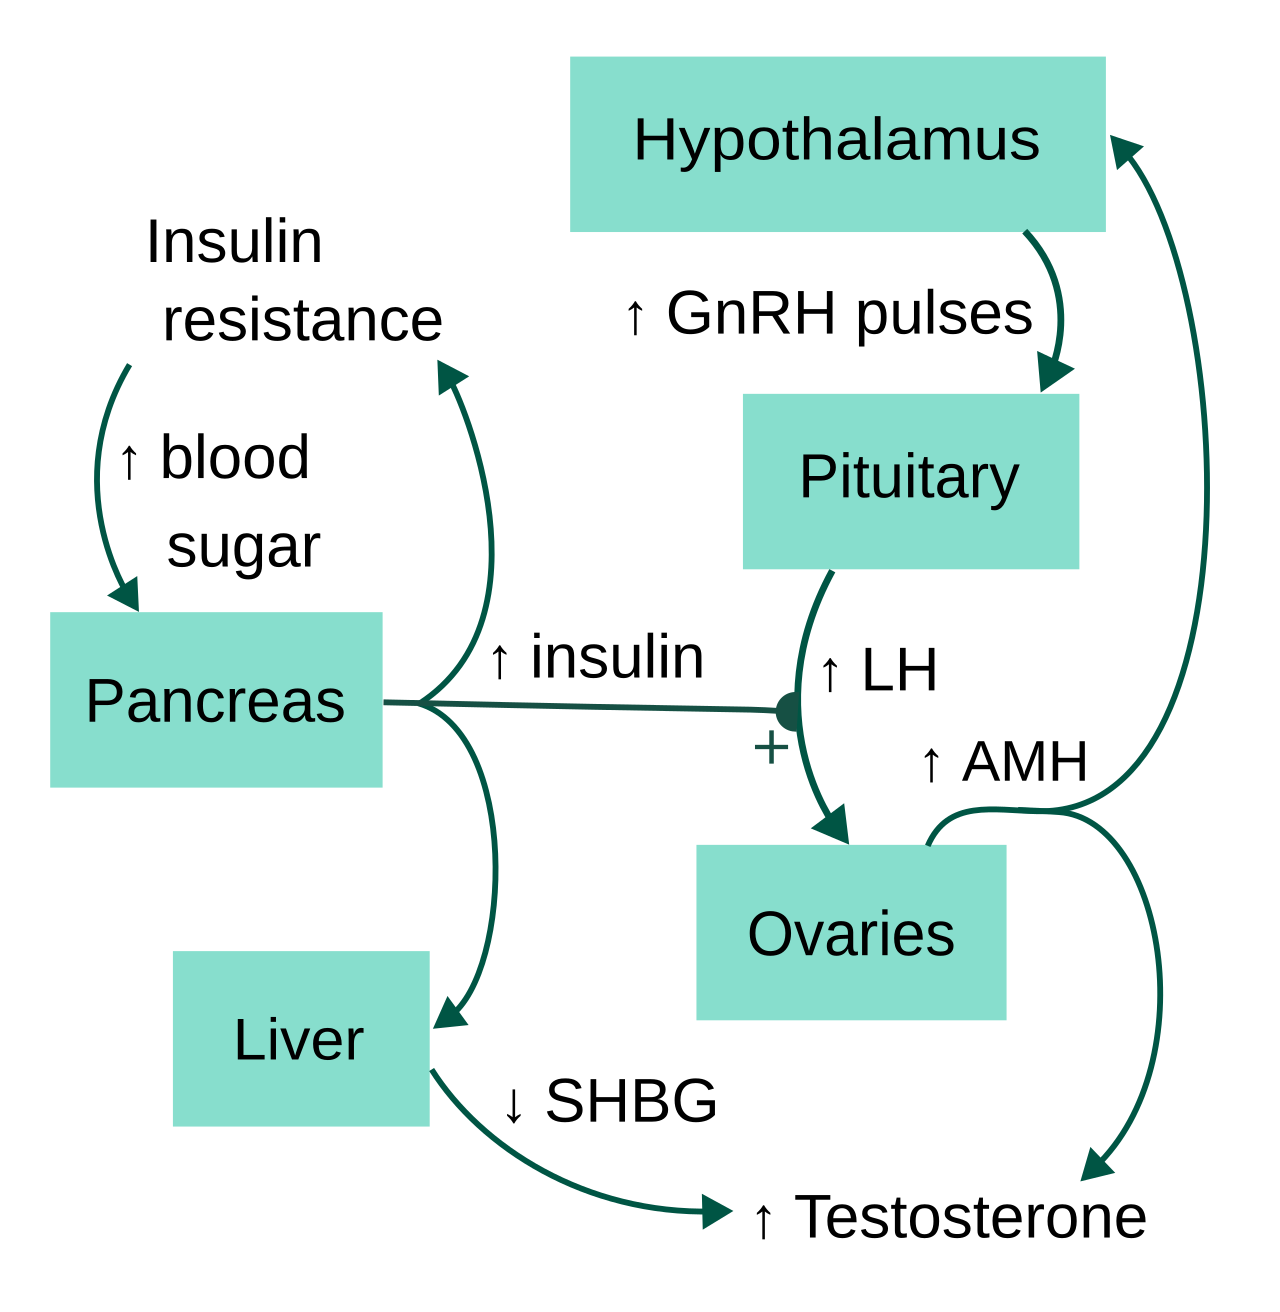 Hypothalamus
Insulin
resistance
↑ GnRH pulses
↑ blood
sugar
Pituitary
Pancreas
↑ insulin
↑ LH
+
↑ AMH
Ovaries
Liver
↓ SHBG
↑ Testosterone